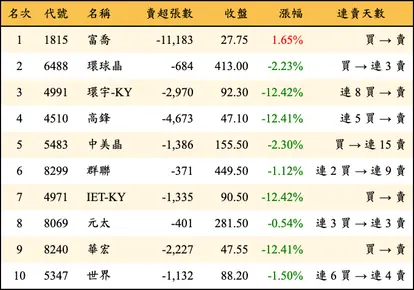 名次 代號 名稱 賣超張數 收盤 漲幅 連賣天數
1 1815 富喬 -11,183 27.75 1.65% 買→賣
2 6488 環球晶 -684 413.00 -2.23% 買→連3賣
3 4991 環宇-KY -2,970 92.30 -12.42% 連8買→賣
4 4510 高鋒 -4,673 47.10 -12.41% 連5買→賣
5 5483 中美晶 -1,386 155.50 -2.30% 買→連15賣
6 8299 群聯 -371 449.50 -1.12% 連2買→連9賣
7 4971 IET-KY -1,335 90.50 -12.42% 買→賣
8 8069 元太 -401 281.50 -0.54% 連3買→連3賣
9 8240 華宏 -2,227 47.55 -12.41% 買→賣
10 5347 世界 -1,132 88.20 -1.50% 連6買→連4賣